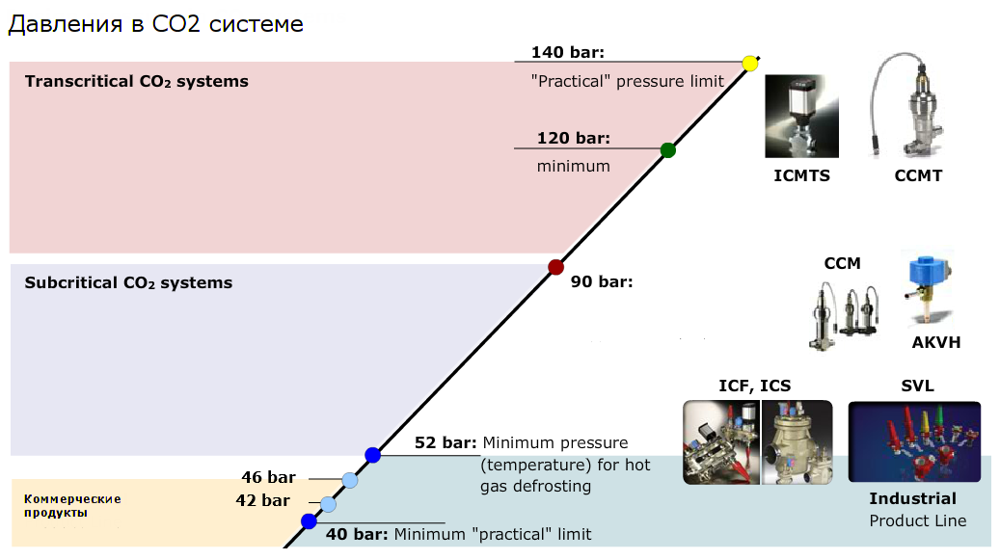 Давления в CO2 системе
140 bar:
"Practical" pressure limit
Transcritical CO₂ systems
120 bar:
minimum
ICMTS
CCMT
Subcritical CO₂ systems
90 bar:
CCM
AKVH
ICF, ICS
SVL
52 bar: Minimum pressure
(temperature) for hot
gas defrosting
46 bar
42 bar
Коммерческие
продукты
40 bar: Minimum "practical" limit
Industrial
Product Line